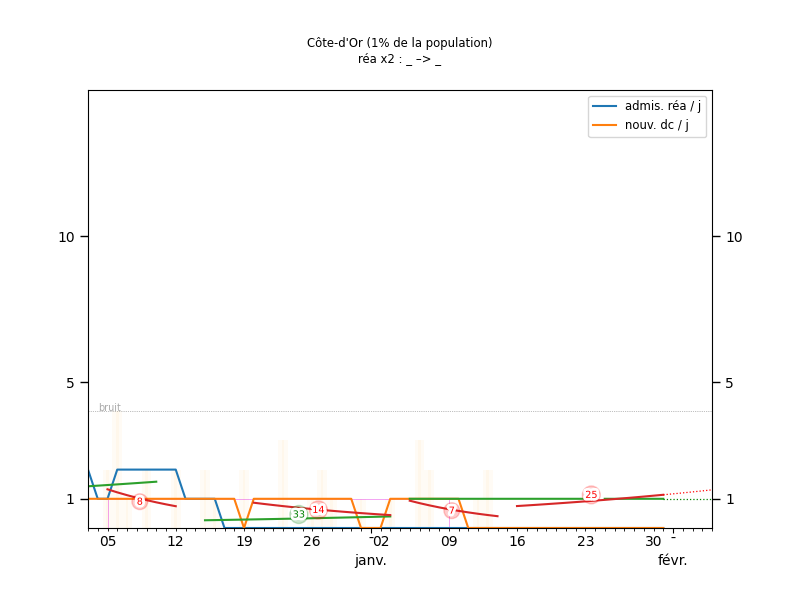 Côte-d'Or (1% de la population)
réa x2 : _ –> _
admis. réa / j
nouv. dc / j
10 10
5 5
bruit
1 1
8 33 14 7 25
05 12 19 26 02 09 16 23 30
janv. févr.